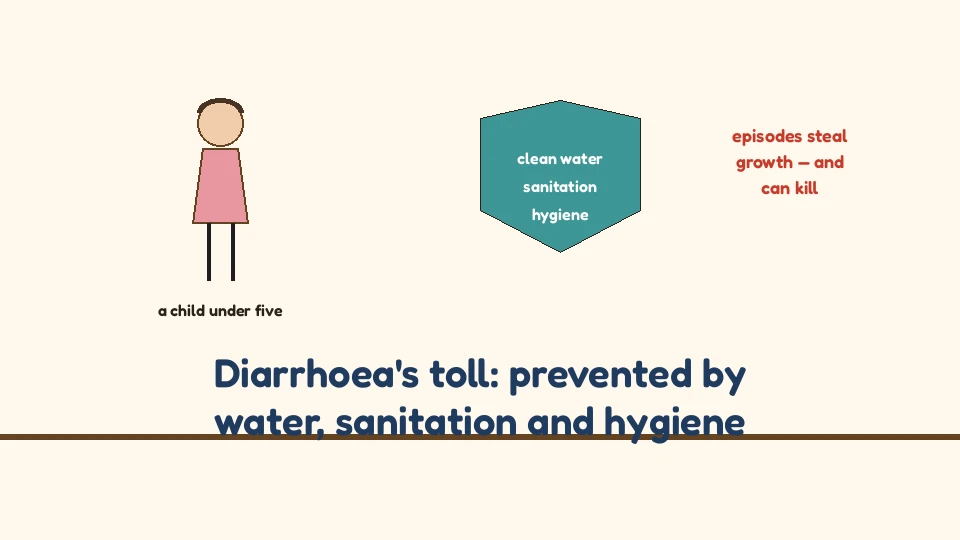 clean water
sanitation
hygiene
episodes steal
growth — and
can kill
a child under five
Diarrhoea's toll: prevented by
water, sanitation and hygiene